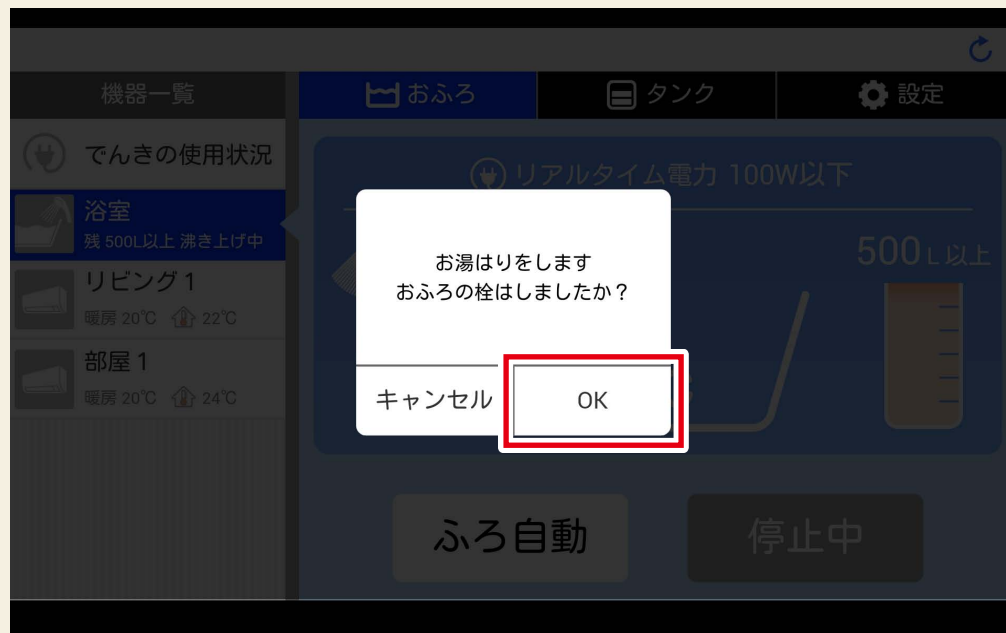 機器一覧
おふろ
タンク
設定
でんきの使用状況
浴室
残 500L以上 沸き上げ中
リビング1
暖房 20℃ 22℃
部屋1
暖房 20℃ 24℃
リアルタイム電力 100W以下
500L以上
お湯はりをします
おふろの栓はしましたか？
キャンセル
OK
ふろ自動
停止中